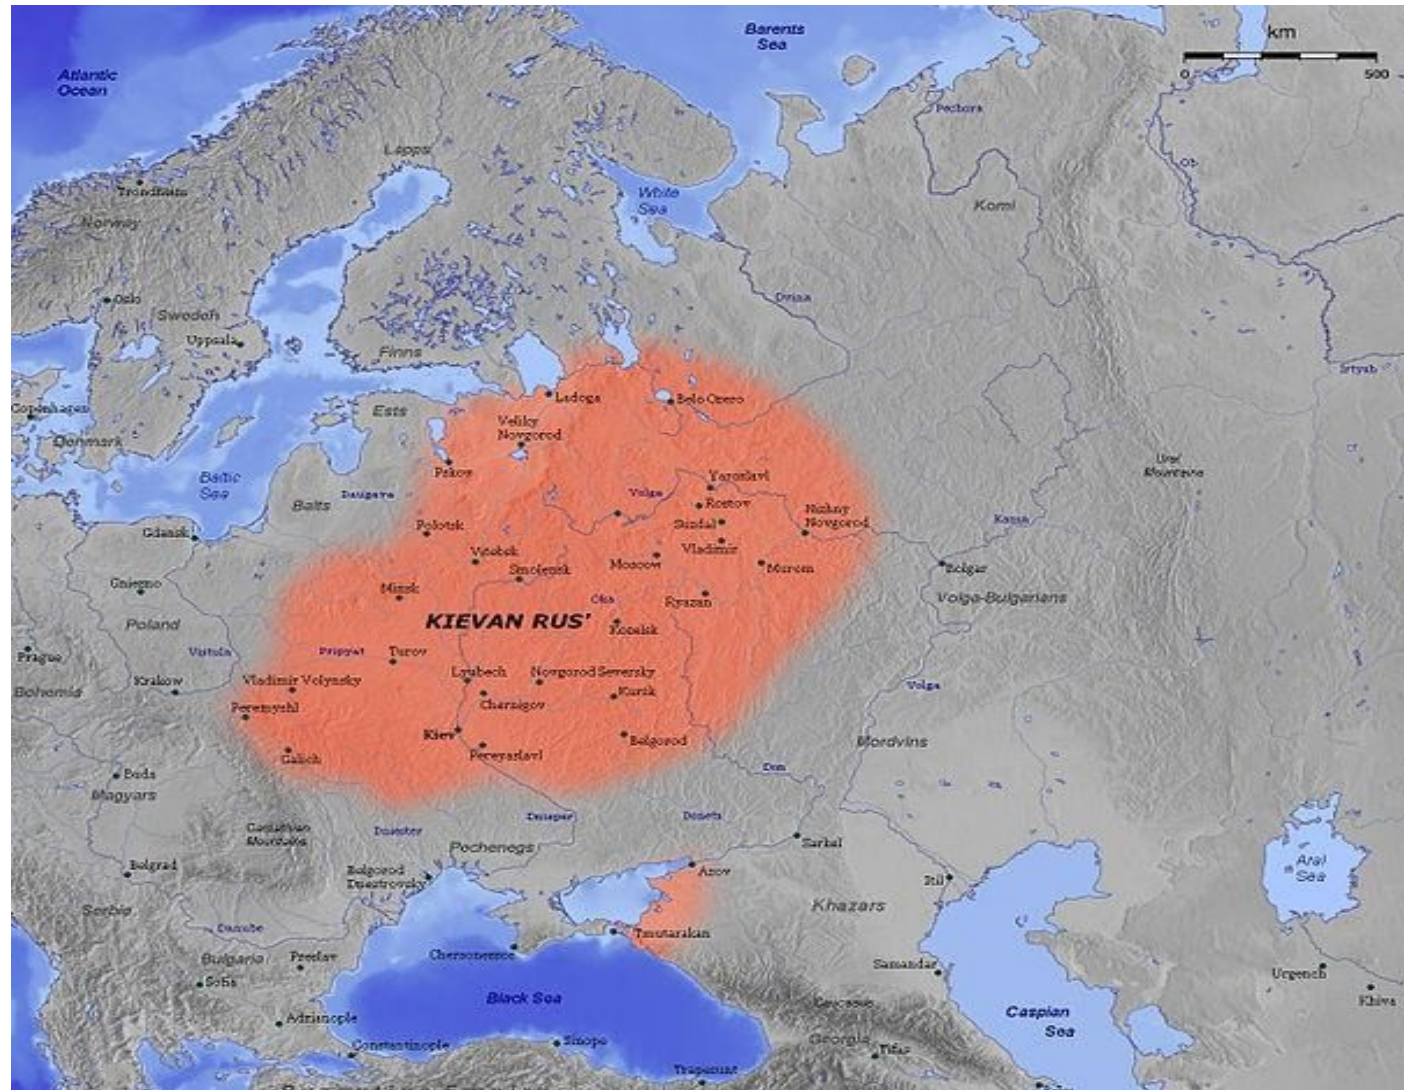 Barents
Sea
km
0 500
Atlantic
Ocean
Pechora
Lapps
Ob
Trondheim
White
Sea
Komi
Norway
Dvina
Oslo
Sweden
Uppsala
Finns
Irtysh
Ladoga
Belo Ozero
Copenhagen
Ests
Veliky
Novgorod
Denmark
Pskov
Ural
Mountains
Baltic
Sea
Yaroslavl
Daugava
Volga
Balts
Rostov
Nizhny
Novgorod
Polotsk
Suzdal
Kama
Gdansk
Vladimir
Vitebsk
Moscow
Smolensk
Murom
Bolgar
Gniezno
Minsk
Oka
Ryazan
Volga-Bulgarians
KIEVAN RUS'
Poland
Kozelsk
Vistula
Pripyat
Turov
Prague
Lyubech
Novgorod Seversky
Krakow
Vladimir Volynsky
Volga
Bohemia
Kursk
Chernigov
Peremyshl
Kiev
Belgorod
Mordvins
Pereyaslavl
Galich
Don
Buda
Magyars
Dnieper
Donets
Carpathian
Mountains
Dniester
Pechenegs
Sarkel
Belgrad
Belgorod
Dnestrovsky
Azov
Aral
Sea
Itil
Khazars
Serbia
Danube
Tmutarakan
Chersonessos
Bulgaria
Preslav
Samandar
Urgench
Sofia
Black Sea
Khiva
Caucasus
Caspian
Sea
Adrianople
Georgia
Constantinople
Sinope
Tiflis
Trapezunt